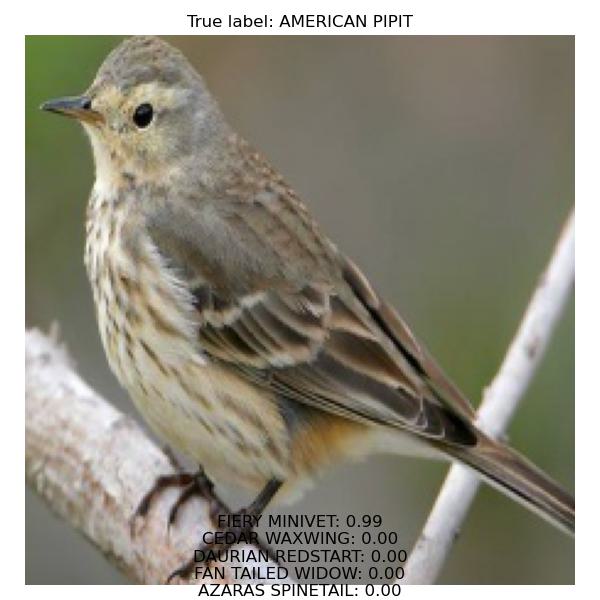 True label: AMERICAN PIPIT
FIERY MINIVET: 0.99
CEDAR WAXWING: 0.00
DAURIAN REDSTART: 0.00
FAN TAILED WIDOW: 0.00
AZARAS SPINETAIL: 0.00